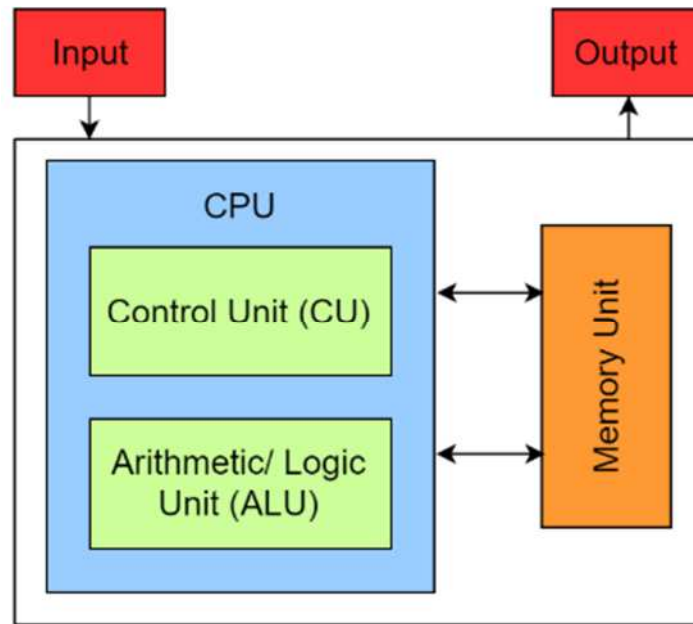 Input
Output
CPU
Control Unit (CU)
Arithmetic/ Logic
Unit (ALU)
Memory Unit